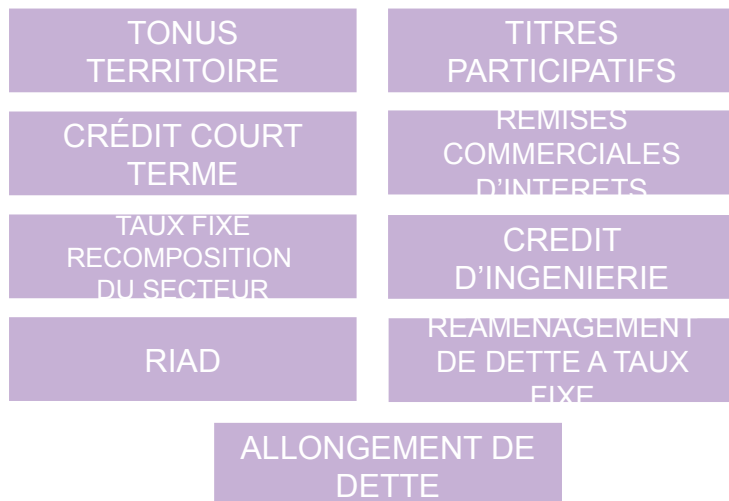 TONUS
TERRITOIRE
TITRES
PARTICIPATIFS
CRÉDIT COURT
TERME
REMISES
COMMERCIALES
D'INTERETS
TAUX FIXE
RECOMPOSITION
DU SECTEUR
CREDIT
D'INGENIERIE
RIAD
REAMENAGEMENT
DE DETTE A TAUX
FIXE
ALLONGEMENT DE
DETTE